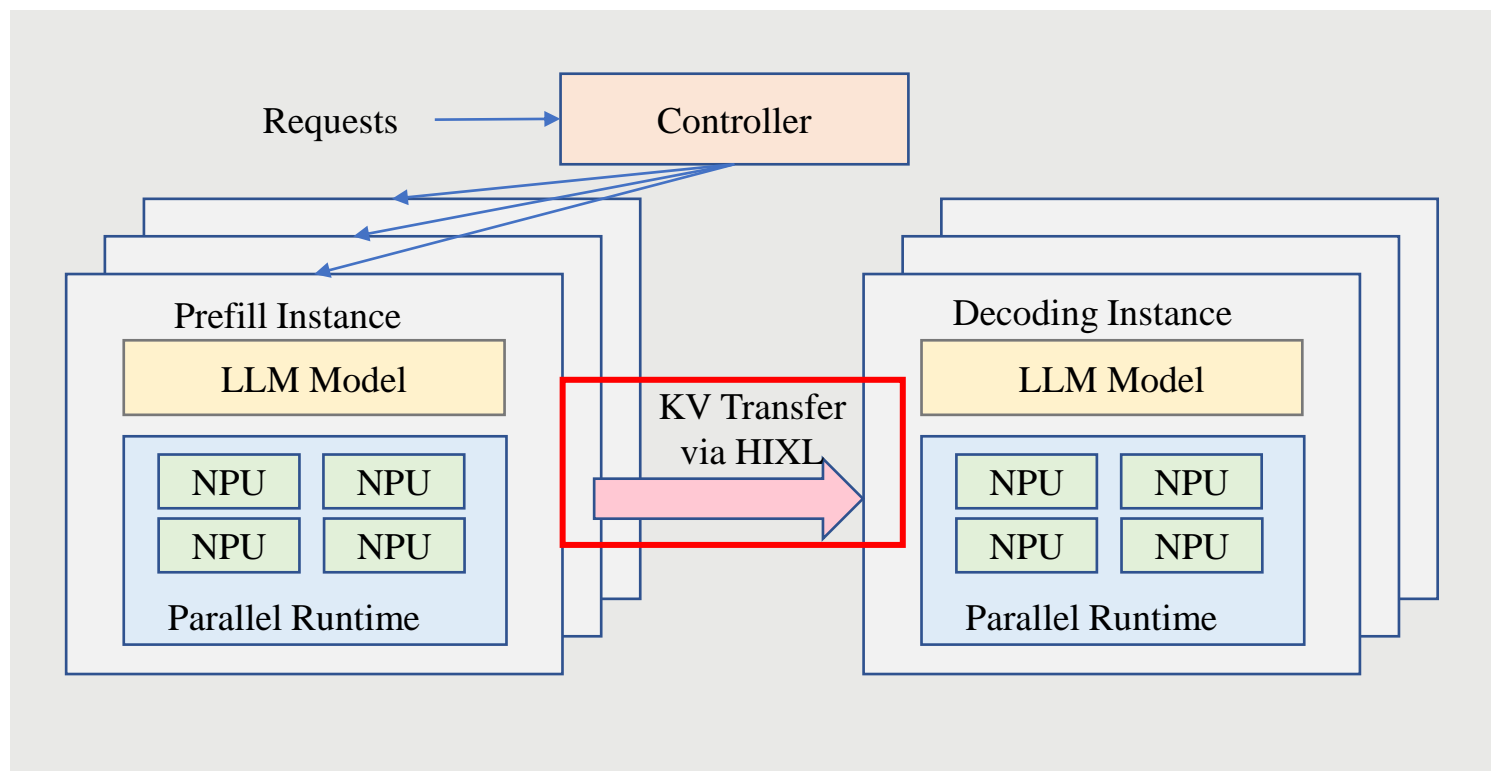 Requests
Controller
Prefill Instance
LLM Model
NPU NPU
NPU NPU
Parallel Runtime
KV Transfer
via HIXL
Decoding Instance
LLM Model
NPU NPU
NPU NPU
Parallel Runtime